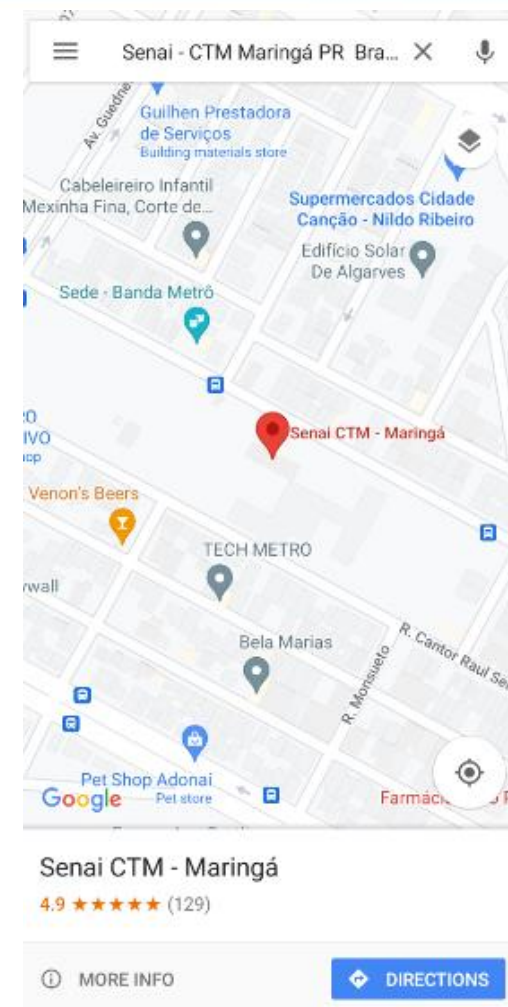 Senai - CTM Maringá PR Bra...
Av. Guedner
Guilhen Prestadora
de Serviços
Building materials store
Cabeleireiro Infantil
Mexinha Fina, Corte de...
Supermercados Cidade
Canção - Nildo Ribeiro
Edifício Solar
De Algarves
Sede - Banda Metrô
Senai CTM - Maringá
IVO
Venon's Beers
TECH METRO
Bela Marias
R. Cantor Raul Se
R. Monsueto
Pet Shop Adonai
Pet store
Google
Senai CTM - Maringá
4.9 ★★★★★ (129)
MORE INFO
DIRECTIONS